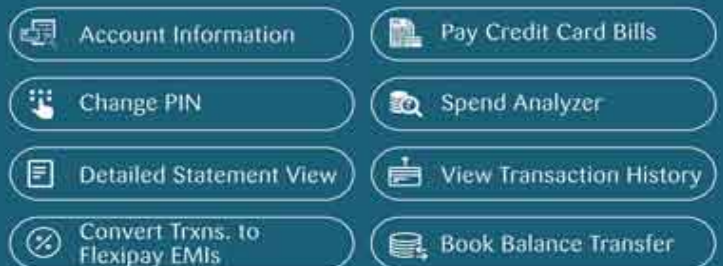 Account Information
Pay Credit Card Bills
Change PIN
Spend Analyzer
Detailed Statement View
View Transaction History
Convert Trxns. to
Flexipay EMIs
Book Balance Transfer